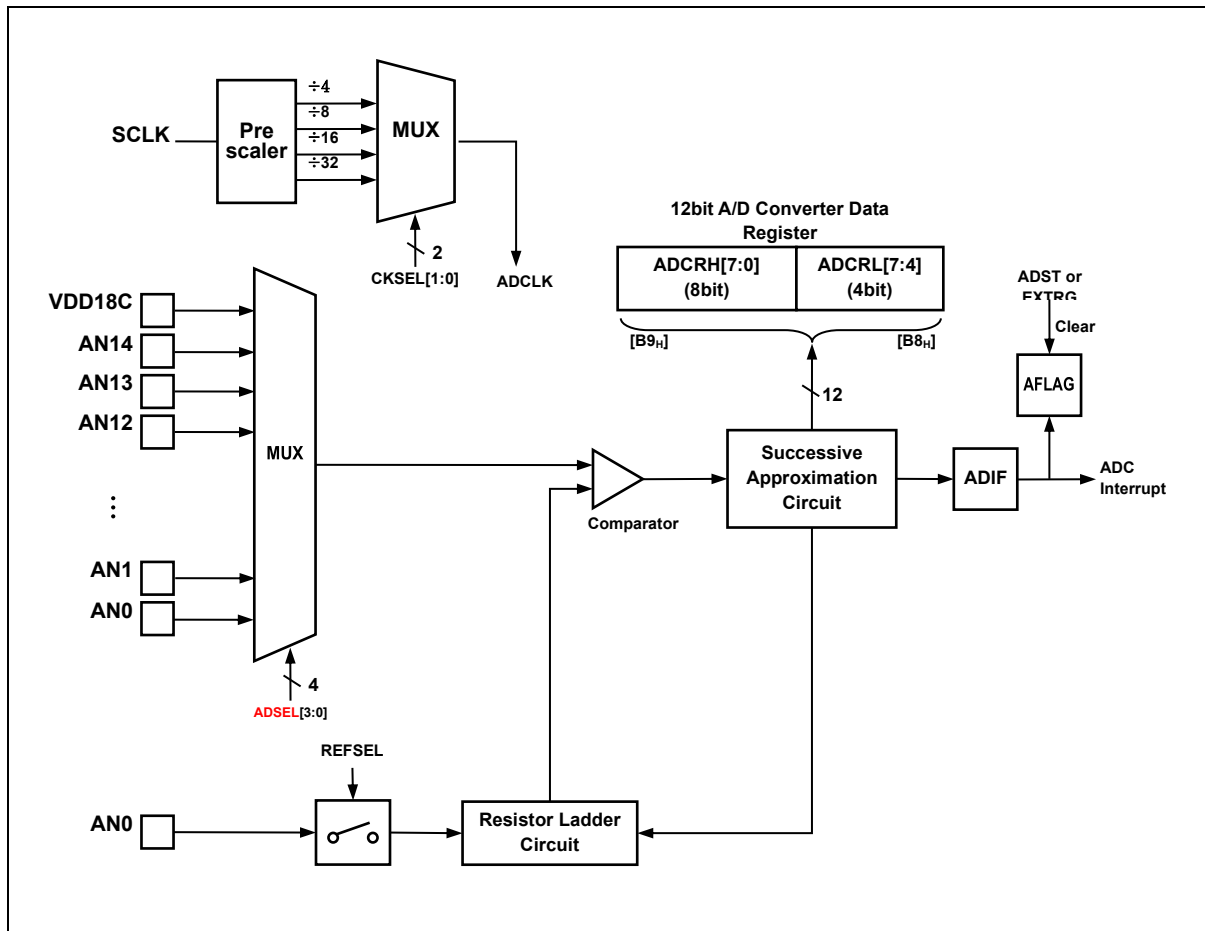 ÷4
÷8
÷16
÷32
SCLK
Pre
scaler
MUX
2
CKSEL[1:0]
ADCLK
12bit A/D Converter Data
Register
ADCRH[7:0]
(8bit)
ADCRL[7:4]
(4bit)
[B9H]
[B8H]
12
ADST or
EXTRG
Clear
AFLAG
VDD18C
AN14
AN13
AN12
⋮
AN1
AN0
MUX
4
ADSEL[3:0]
Comparator
Successive
Approximation
Circuit
ADIF
ADC
Interrupt
REFSEL
AN0
Resistor Ladder
Circuit